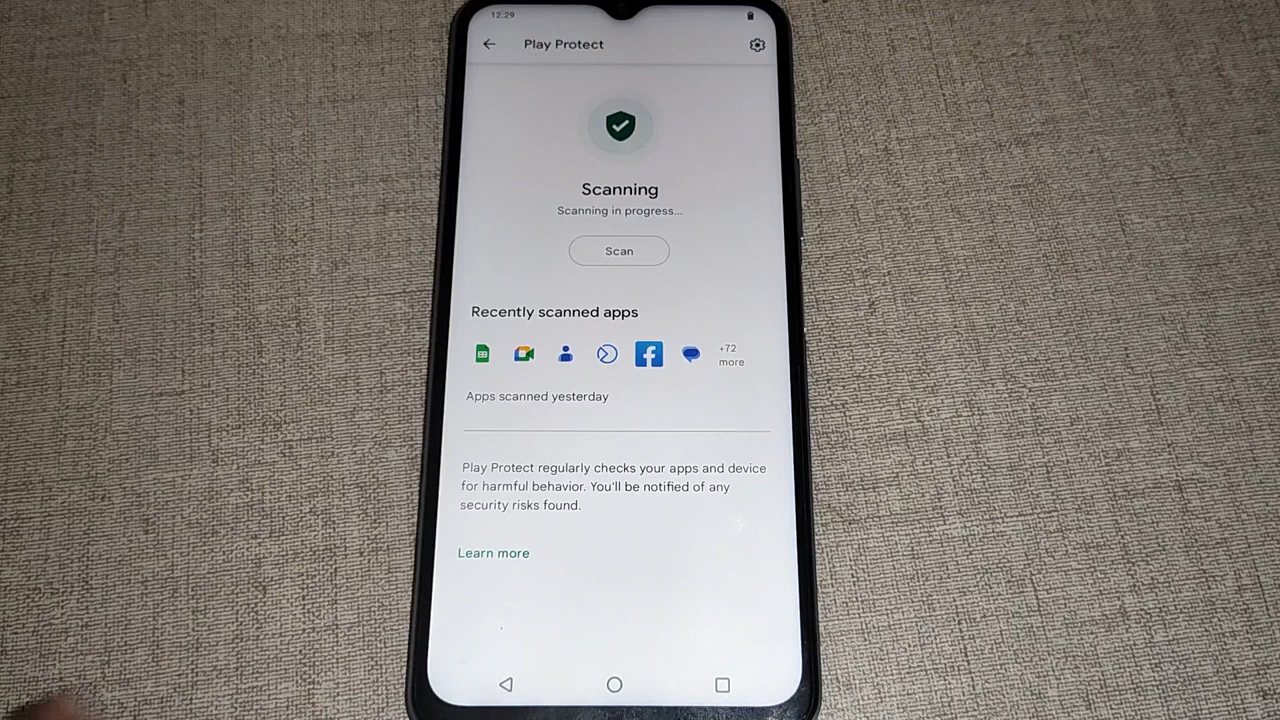 12:29
Play Protect
Scanning
Scanning in progress...
Scan
Recently scanned apps
+72
more
Apps scanned yesterday
Play Protect regularly checks your apps and device
for harmful behavior. You'll be notified of any
security risks found.
Learn more